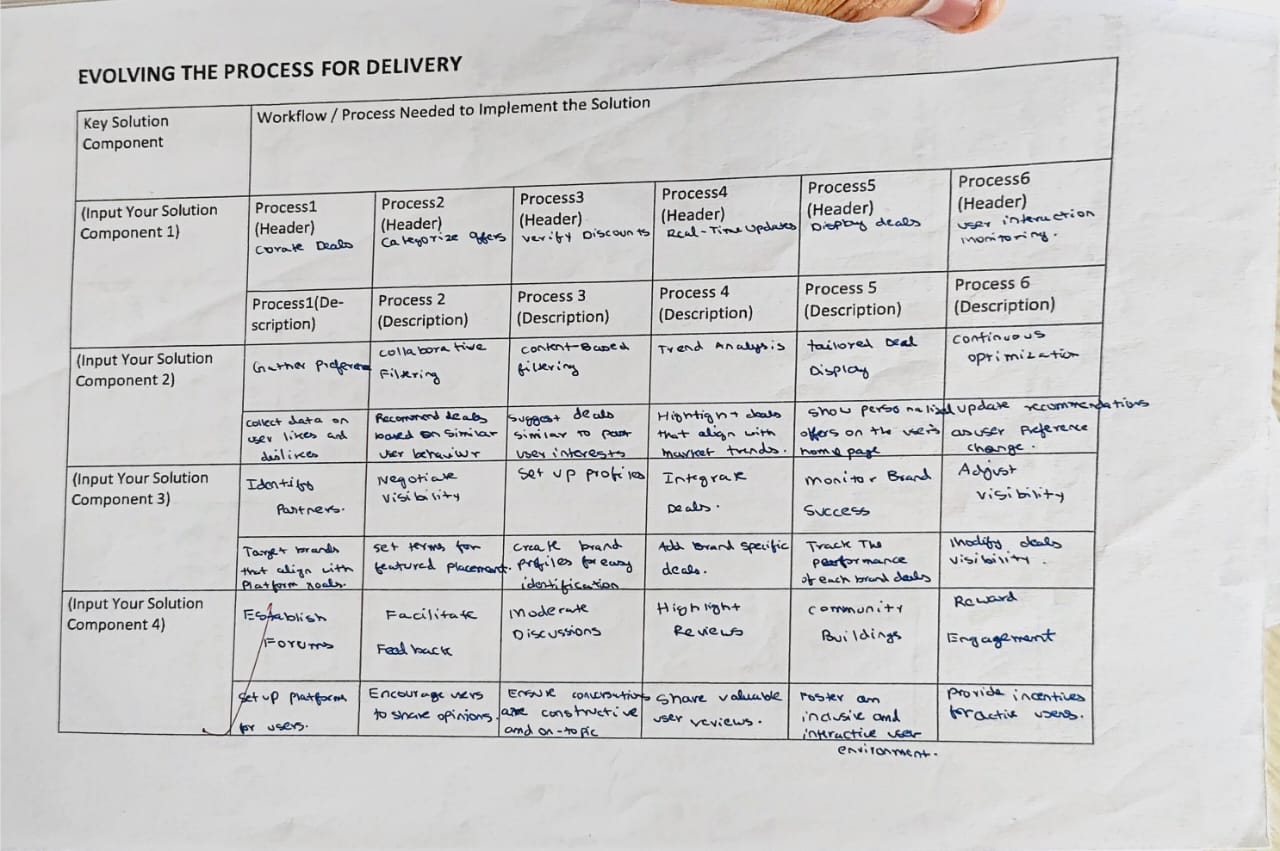 EVOLVING THE PROCESS FOR DELIVERY
Key Solution
Component
Workflow / Process Needed to Implement the Solution
(Input Your Solution
Component 1)
Process1
(Header)
Corate Deals
Process2
(Header)
Categorize offers
Process3
(Header)
verify Discounts
Process4
(Header)
Real-Time Updates
Process5
(Header)
Display deals
Process6
(Header)
user interaction
monitoring.
Process1(De-
scription)
Process 2
(Description)
Process 3
(Description)
Process 4
(Description)
Process 5
(Description)
Process 6
(Description)
(Input Your Solution
Component 2)
Gather Preferen
collaborative
Filtering
content-Based
filtering
Trend Analysis
tailored Deal
Display
continuous
optimization
collect data on
user likes and
dislikes
Recommend deals
based on similar
user behaviur
suggest deals
similar to past
user interests
Hightlight deals
that align with
market trends.
show personalized
offers on the users
home page
update recommendations
as user preference
change.
(Input Your Solution
Component 3)
Identify
Partners.
Negotiate
visibility
set up profiles
Integrate
Deals.
monitor Brand
Success
Adjust
visibility
Target brands
that align with
Platform goals.
set terms for
featured placement.
create brand
profiles for easy
identification
Add brand specific
deals.
Track The
performance
of each brand deals
modify deals
visibility.
(Input Your Solution
Component 4)
Establish
Forums
Facilitate
Feedback
Moderate
Discussions
Highlight
Reviews
community
Buildings
Reward
Engagement
set up platforms
for users.
Encourage users
to share opinions.
Ensure conversations
are constructive
and on-topic
share valuable
user reviews.
Foster an
inclusive and
interactive user
environment.
provide incentives
for active users.